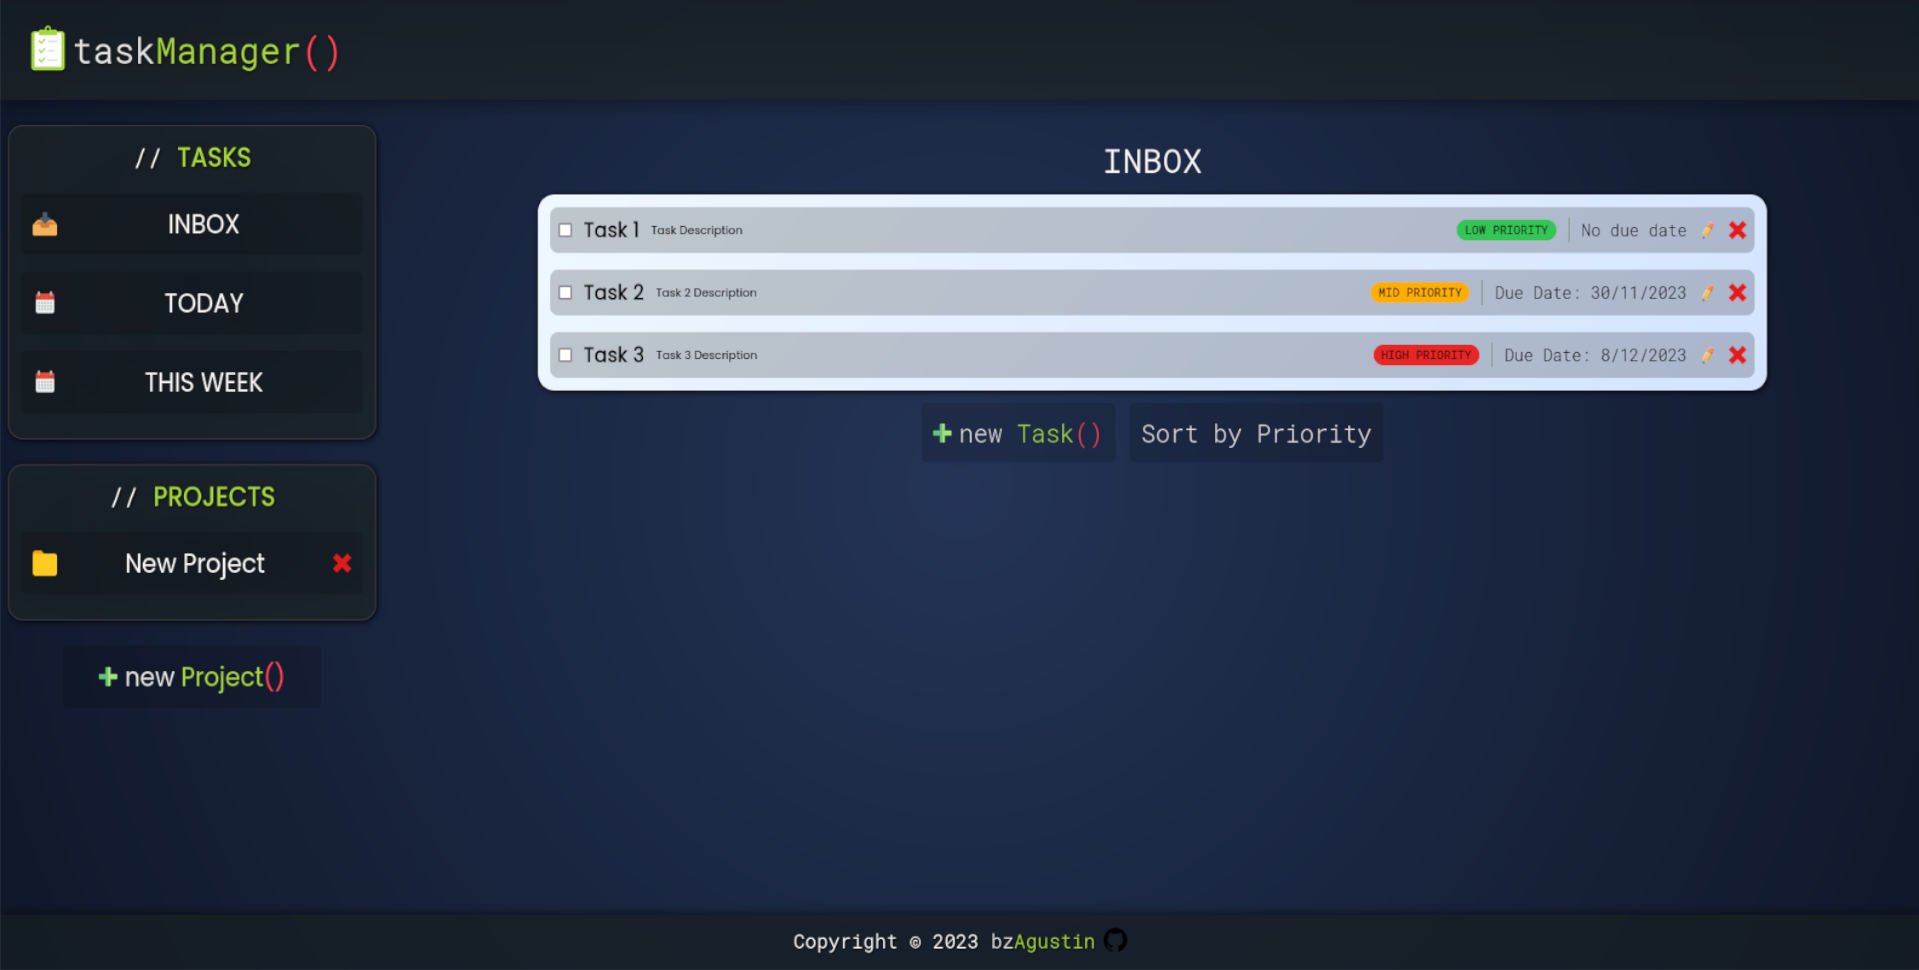 taskManager()
// TASKS
INBOX
TODAY
THIS WEEK
// PROJECTS
New Project
new Project()
INBOX
Task 1 Task Description LOW PRIORITY No due date
Task 2 Task 2 Description MID PRIORITY Due Date: 30/11/2023
Task 3 Task 3 Description HIGH PRIORITY Due Date: 8/12/2023
new Task() Sort by Priority
Copyright © 2023 bzAgustin